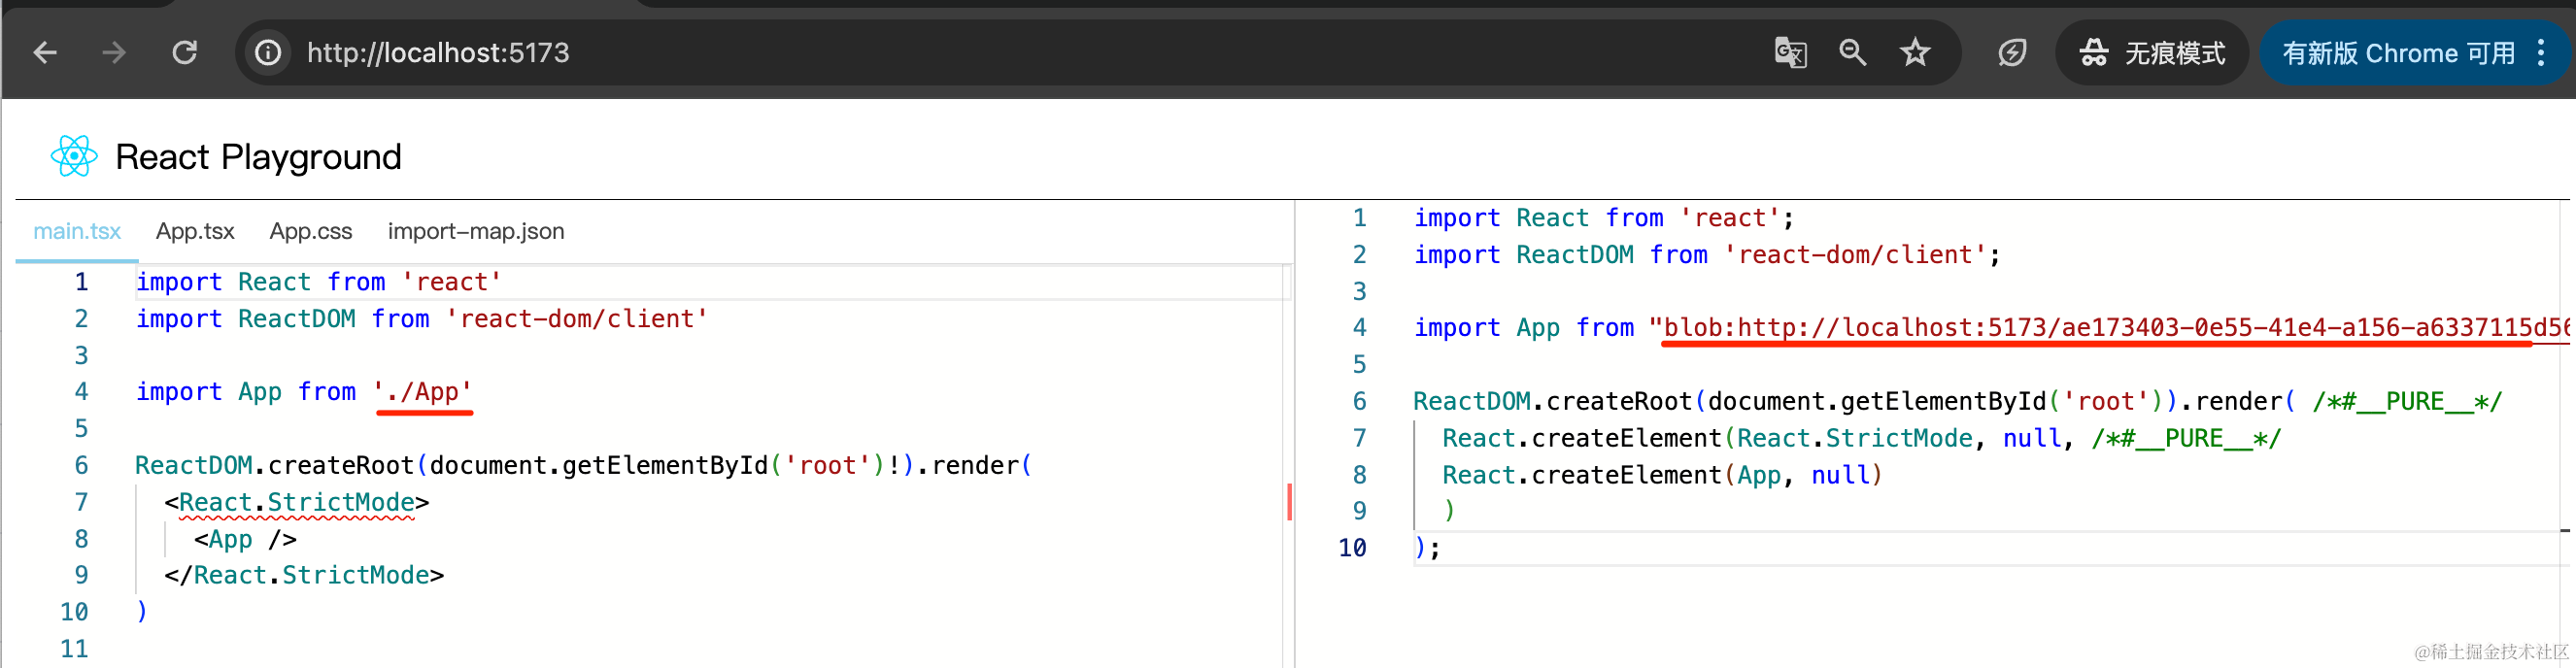 http://localhost:5173
无痕模式
有新版 Chrome 可用
React Playground
main.tsx App.tsx App.css import-map.json
1 import React from 'react'
2 import ReactDOM from 'react-dom/client'
3
4 import App from './App'
5
6 ReactDOM.createRoot(document.getElementById('root')!).render(
7 <React.StrictMode>
8 <App />
9 </React.StrictMode>
10 )
11
1 import React from 'react';
2 import ReactDOM from 'react-dom/client';
3
4 import App from "blob:http://localhost:5173/ae173403-0e55-41e4-a156-a6337115d56
5
6 ReactDOM.createRoot(document.getElementById('root')).render( /*#__PURE__*/
7 React.createElement(React.StrictMode, null, /*#__PURE__*/
8 React.createElement(App, null)
9 )
10 );
@稀土掘金技术社区